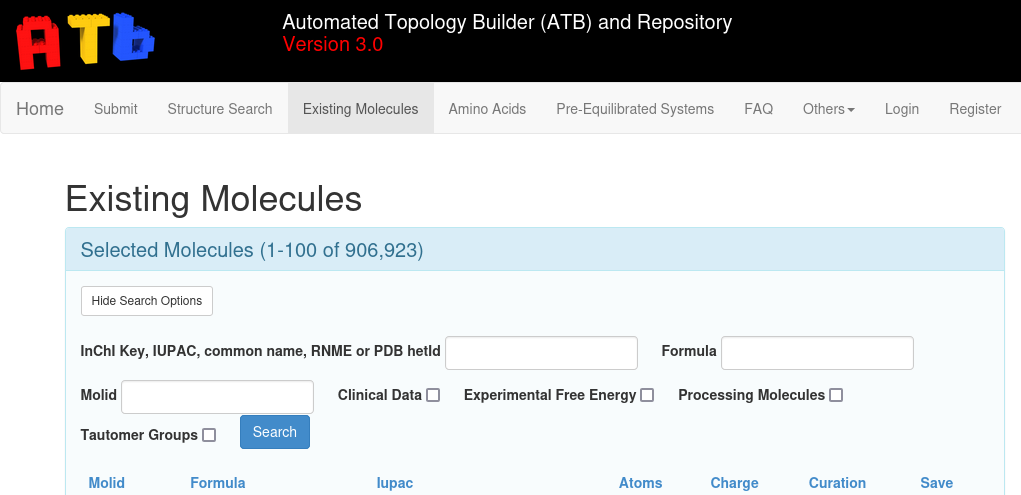 ATb
Automated Topology Builder (ATB) and Repository
Version 3.0
Home Submit Structure Search Existing Molecules Amino Acids Pre-Equilibrated Systems FAQ Others Login Register
Existing Molecules
Selected Molecules (1-100 of 906,923)
Hide Search Options
InChI Key, IUPAC, common name, RNME or PDB hetId Formula
Molid Clinical Data Experimental Free Energy Processing Molecules
Tautomer Groups Search
Molid Formula Iupac Atoms Charge Curation Save